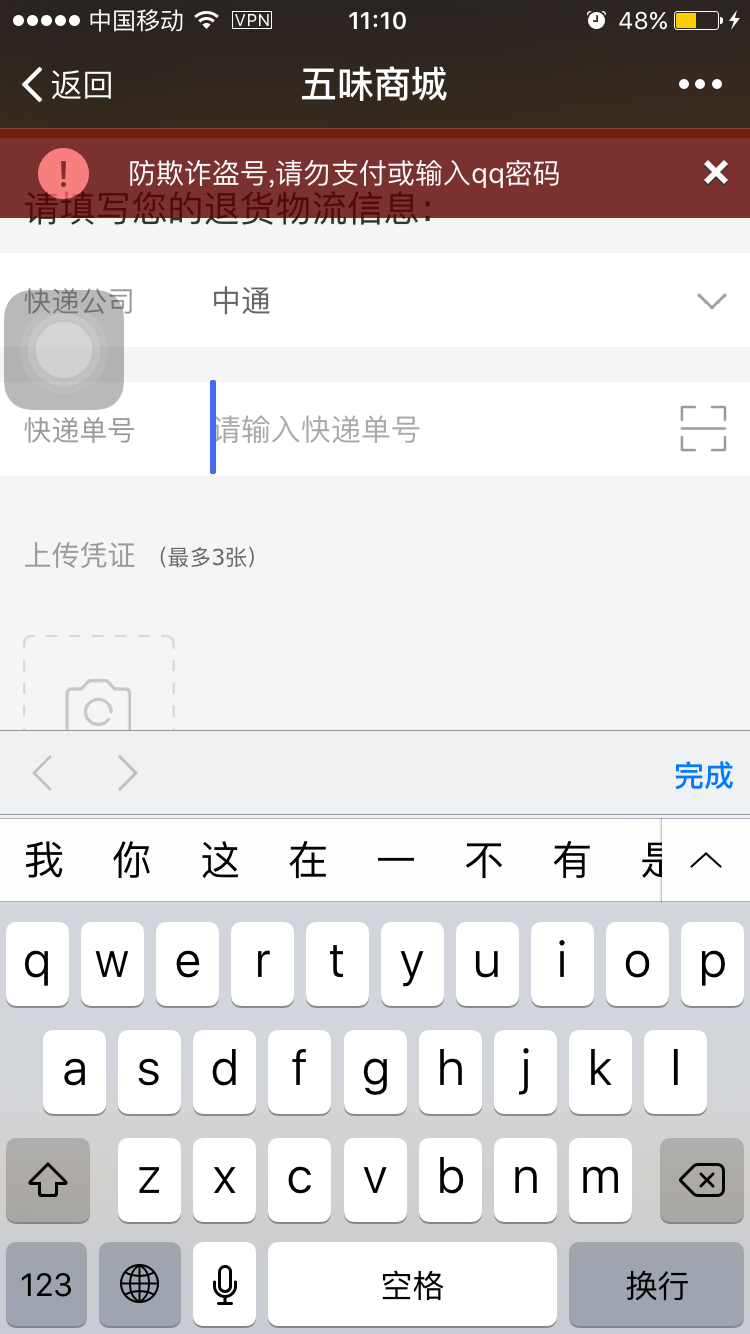 中国移动 VPN 11:10 48%
返回 五味商城
防欺诈盗号,请勿支付或输入qq密码
请填写您的退货物流信息:
快递公司 中通
快递单号 请输入快递单号
上传凭证 （最多3张）
完成
我 你 这 在 一 不 有 是
q w e r t y u i o p
a s d f g h j k l
z x c v b n m
123 空格 换行